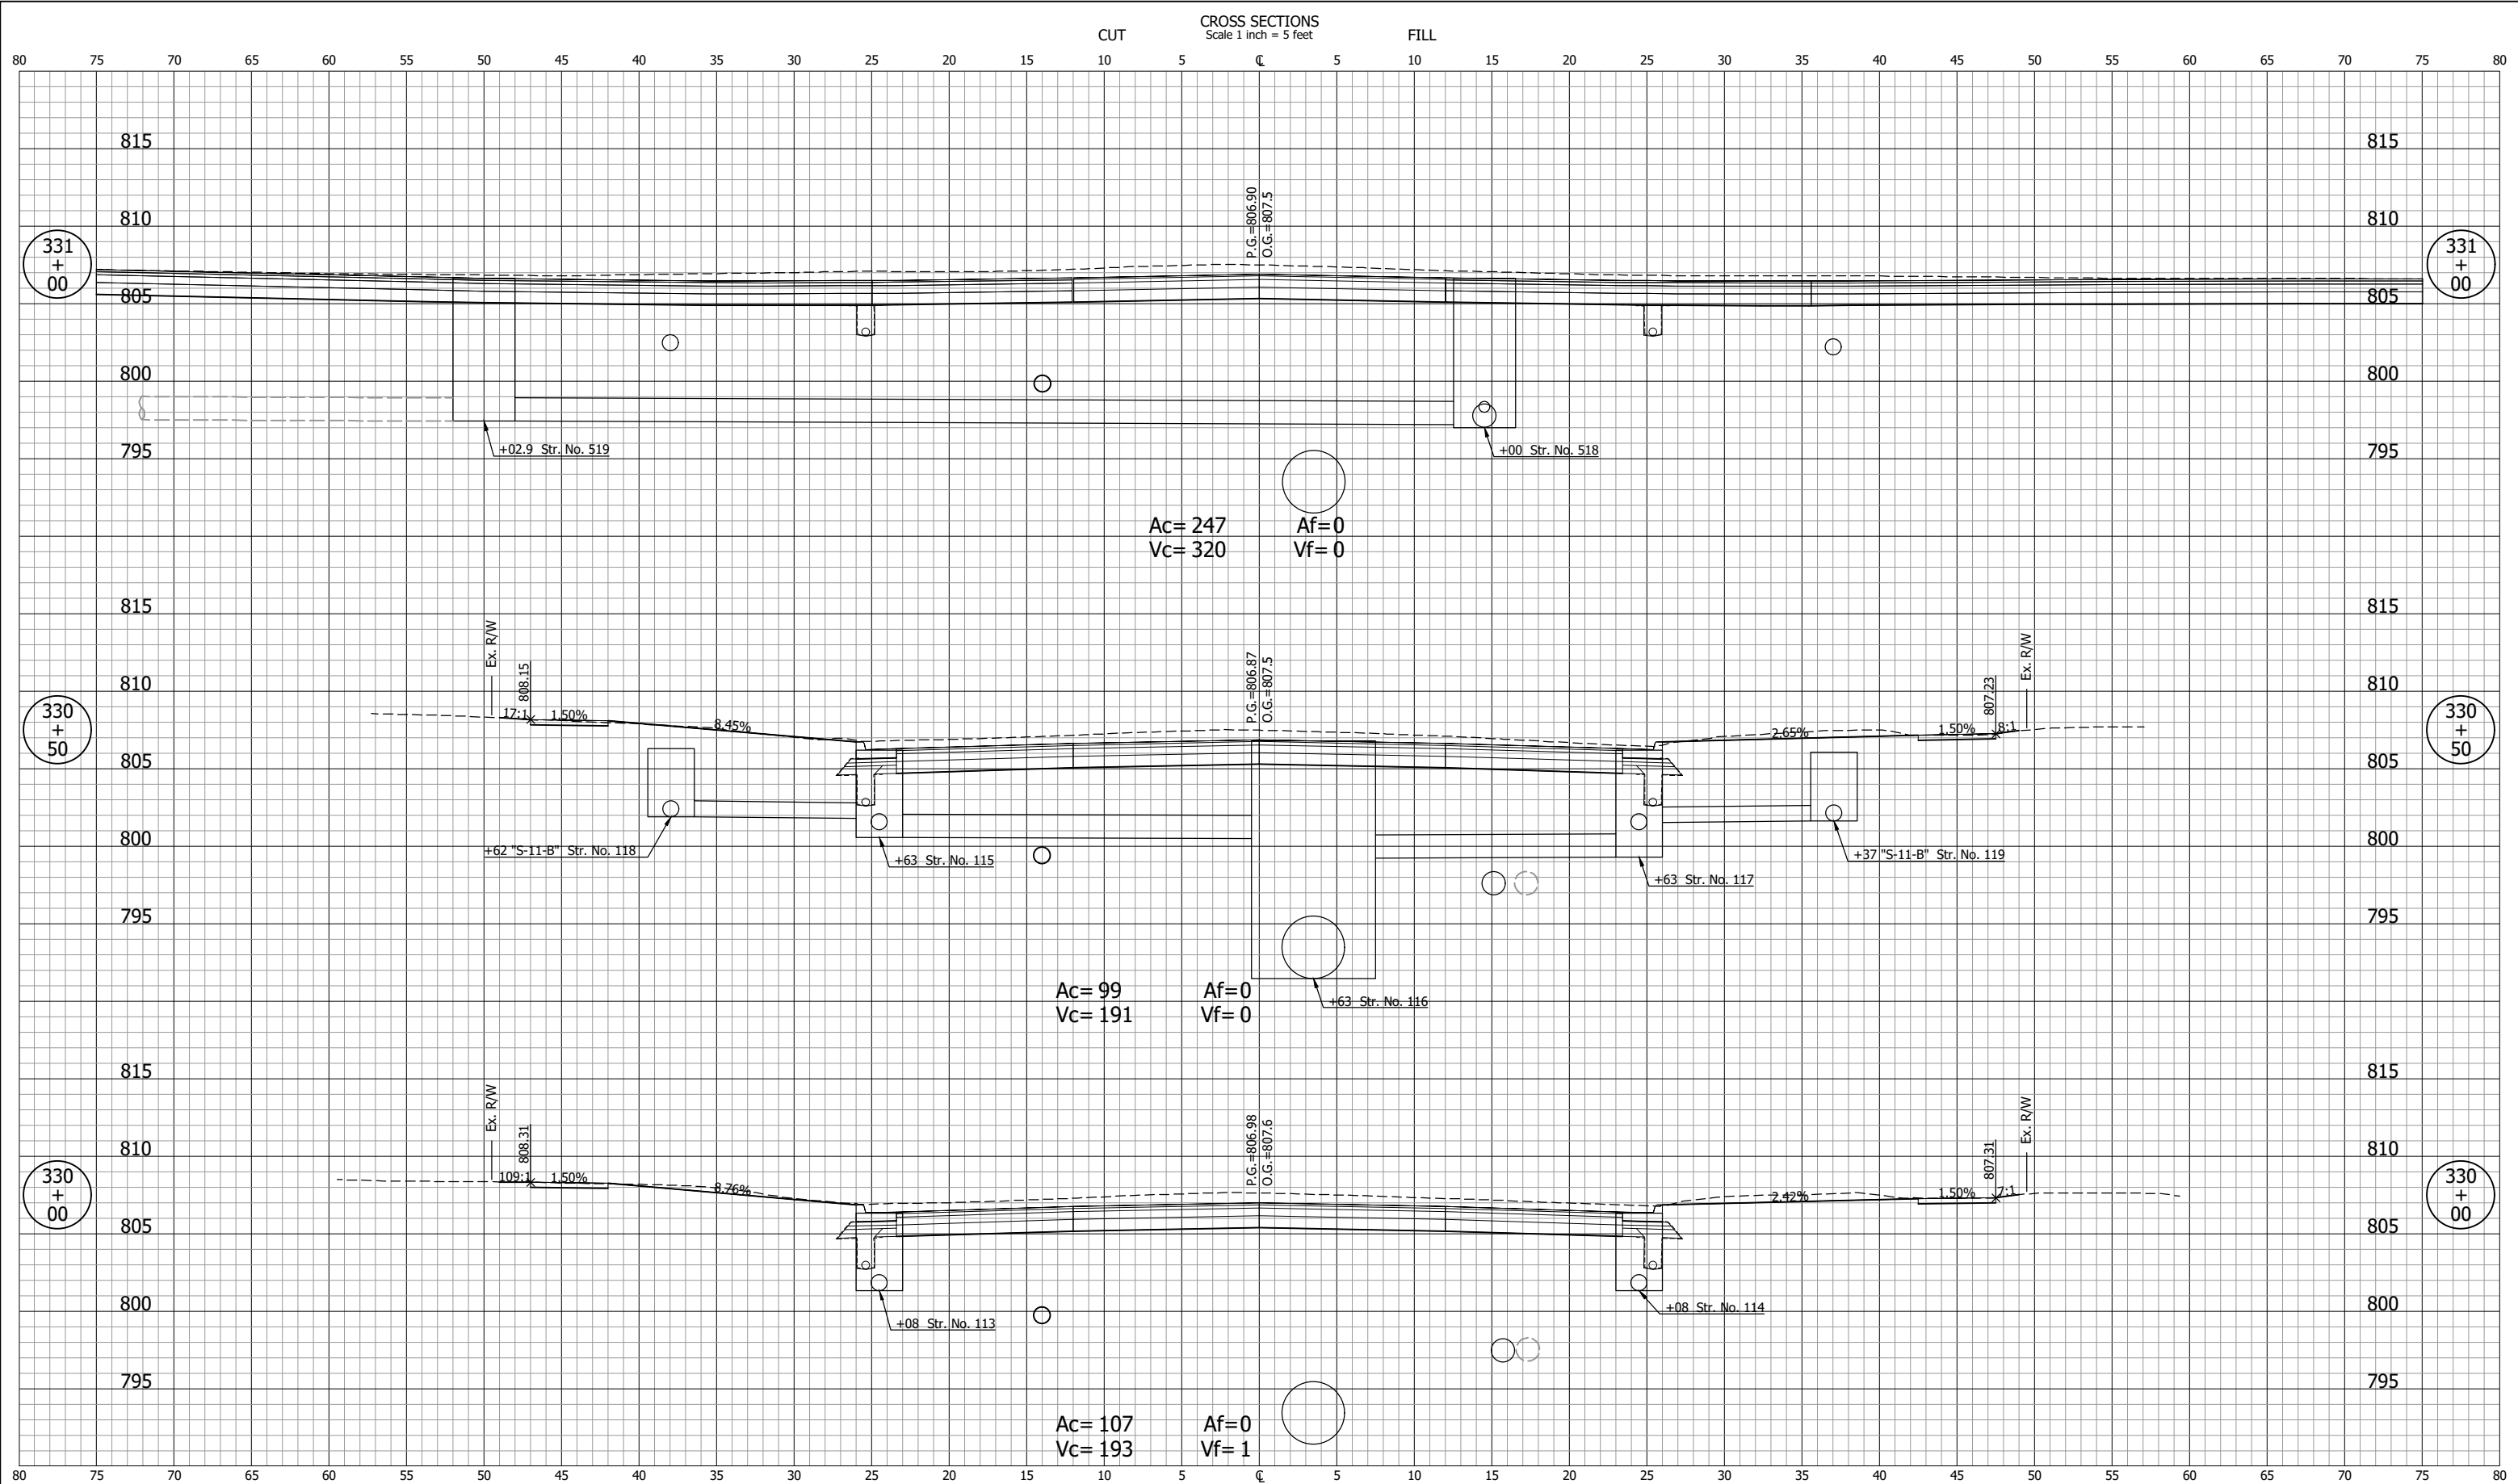 CROSS SECTIONS
CUT Scale 1 inch = 5 feet FILL
80 75 70 65 60 55 50 45 40 35 30 25 20 15 10 5 ℄ 5 10 15 20 25 30 35 40 45 50 55 60 65 70 75 80
815 815
P.G.=806.90
O.G.=807.5
810 810
331 + 00 331 + 00
805 805
800 800
795 +02.9 Str. No. 519 +00 Str. No. 518 795
Ac= 247 Af=0
Vc= 320 Vf= 0
815 815
Ex. R/W 808.15 P.G.=806.87 O.G.=807.5 807.23 Ex. R/W
810 810
330 + 50 17:1 1.50% 8.45% 2.65% 1.50% 8:1 330 + 50
805 805
800 800
+62 "S-11-B" Str. No. 118 +63 Str. No. 115 +63 Str. No. 117 +37 "S-11-B" Str. No. 119
795 795
+63 Str. No. 116
Ac= 99 Af=0
Vc= 191 Vf= 0
815 815
Ex. R/W 808.31 P.G.=806.98 O.G.=807.6 807.31 Ex. R/W
810 810
330 + 00 109:1 1.50% 8.76% 2.42% 1.50% 7:1 330 + 00
805 805
800 800
+08 Str. No. 113 +08 Str. No. 114
795 795
Ac= 107 Af=0
Vc= 193 Vf= 1
80 75 70 65 60 55 50 45 40 35 30 25 20 15 10 5 ℄ 5 10 15 20 25 30 35 40 45 50 55 60 65 70 75 80